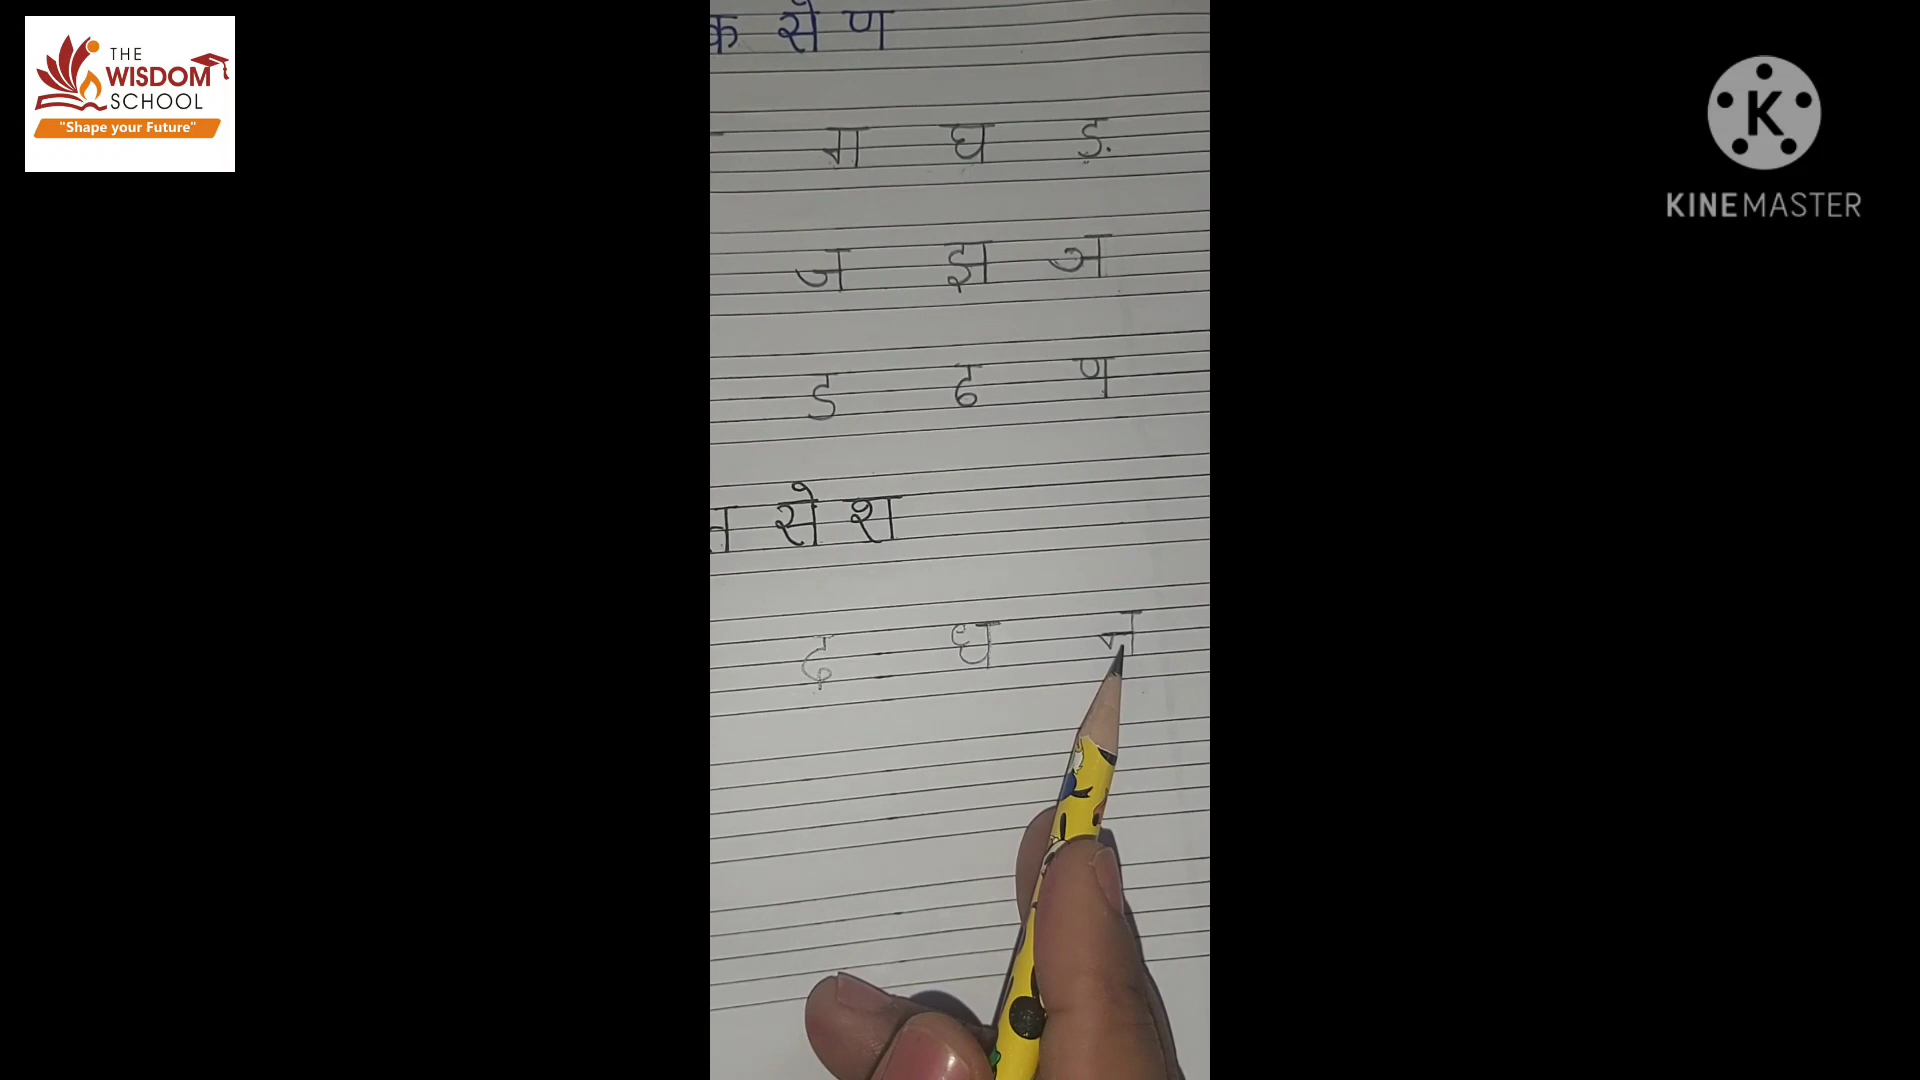 THE
WISDOM
SCHOOL
"Shape your Future"
K
KINEMASTER
क से ण
ग घ ङ
ज झ ञ
ड ढ ण
त से श
द ध न